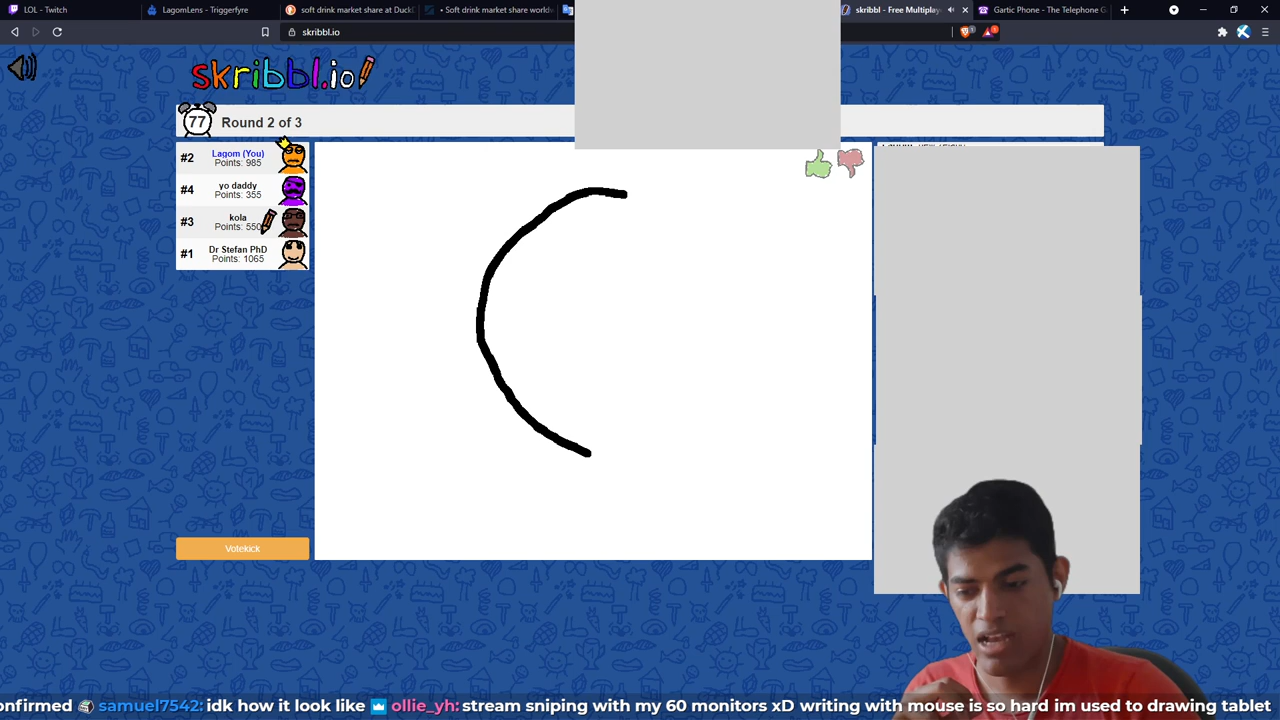 LOL - Twitch
LagomLens - Triggerfyre
soft drink market share at Duck
• Soft drink market share world
skribbl - Free Multiplay
Gartic Phone - The Telephone G
skribbl.io
skribbl.io
77 Round 2 of 3
#2 Lagom (You)
Points: 985
#4 yo daddy
Points: 355
#3 kola
Points: 550
#1 Dr Stefan PhD
Points: 1065
Votekick
onfirmed samuel7542: idk how it look like ollie_yh: stream sniping with my 60 monitors xD writing with mouse is so hard im used to drawing tablet